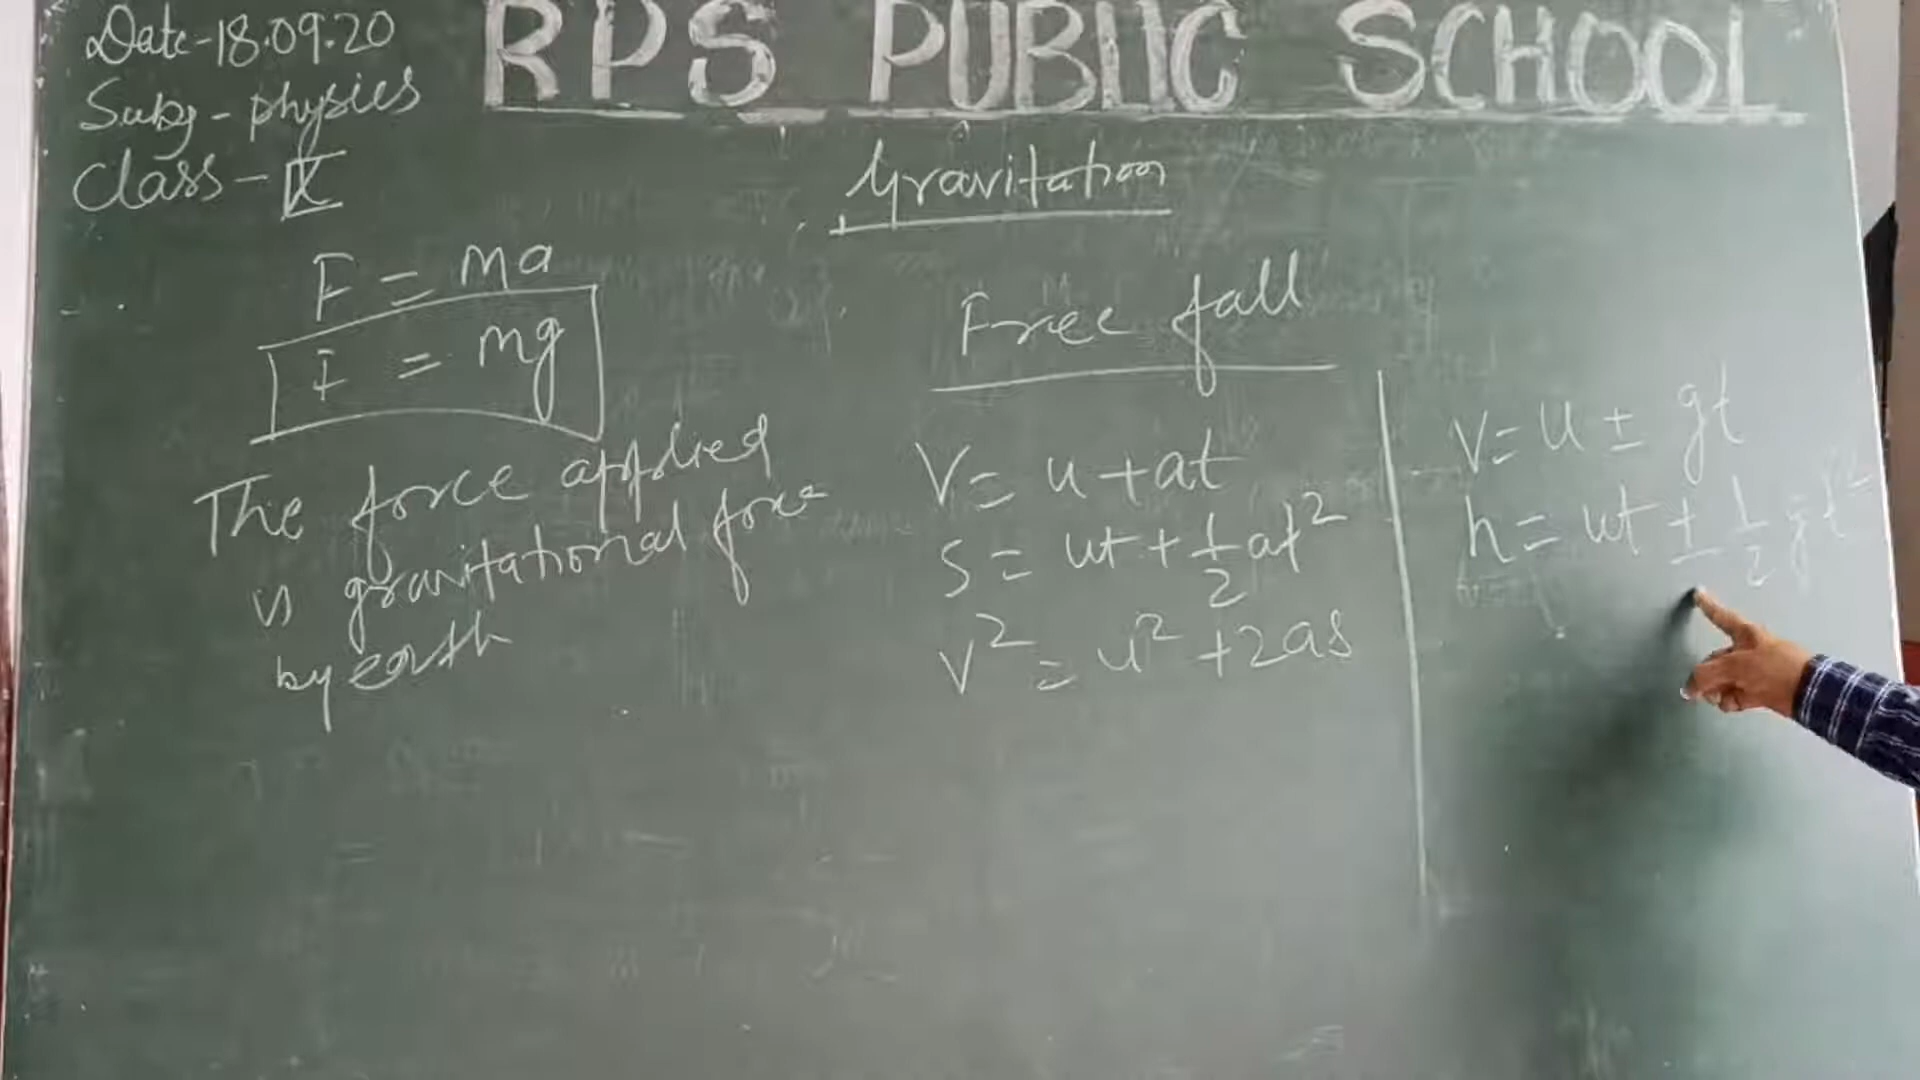 Date-18.09.20
Subj-physics
Class-IX
RPS PUBLIC SCHOOL
Gravitation
F = ma
F = mg
The force applied
is gravitational force
by earth
Free fall
V = u + at
S = ut + 1/2 at²
V² = u² + 2as
V = u ± gt
h = ut ± 1/2 gt²